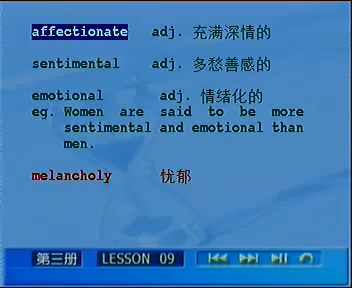 affectionate adj. 充满深情的
sentimental adj. 多愁善感的
emotional adj. 情绪化的
eg. Women are said to be more
sentimental and emotional than
men.
melancholy 忧郁
第三册 LESSON 09